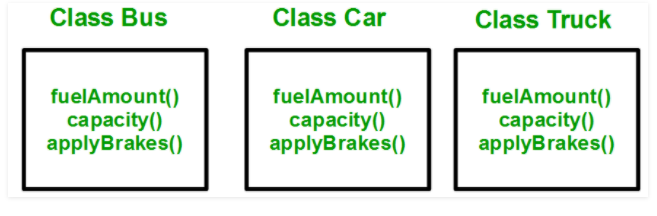 Class Bus
fuelAmount()
capacity()
applyBrakes()
Class Car
fuelAmount()
capacity()
applyBrakes()
Class Truck
fuelAmount()
capacity()
applyBrakes()